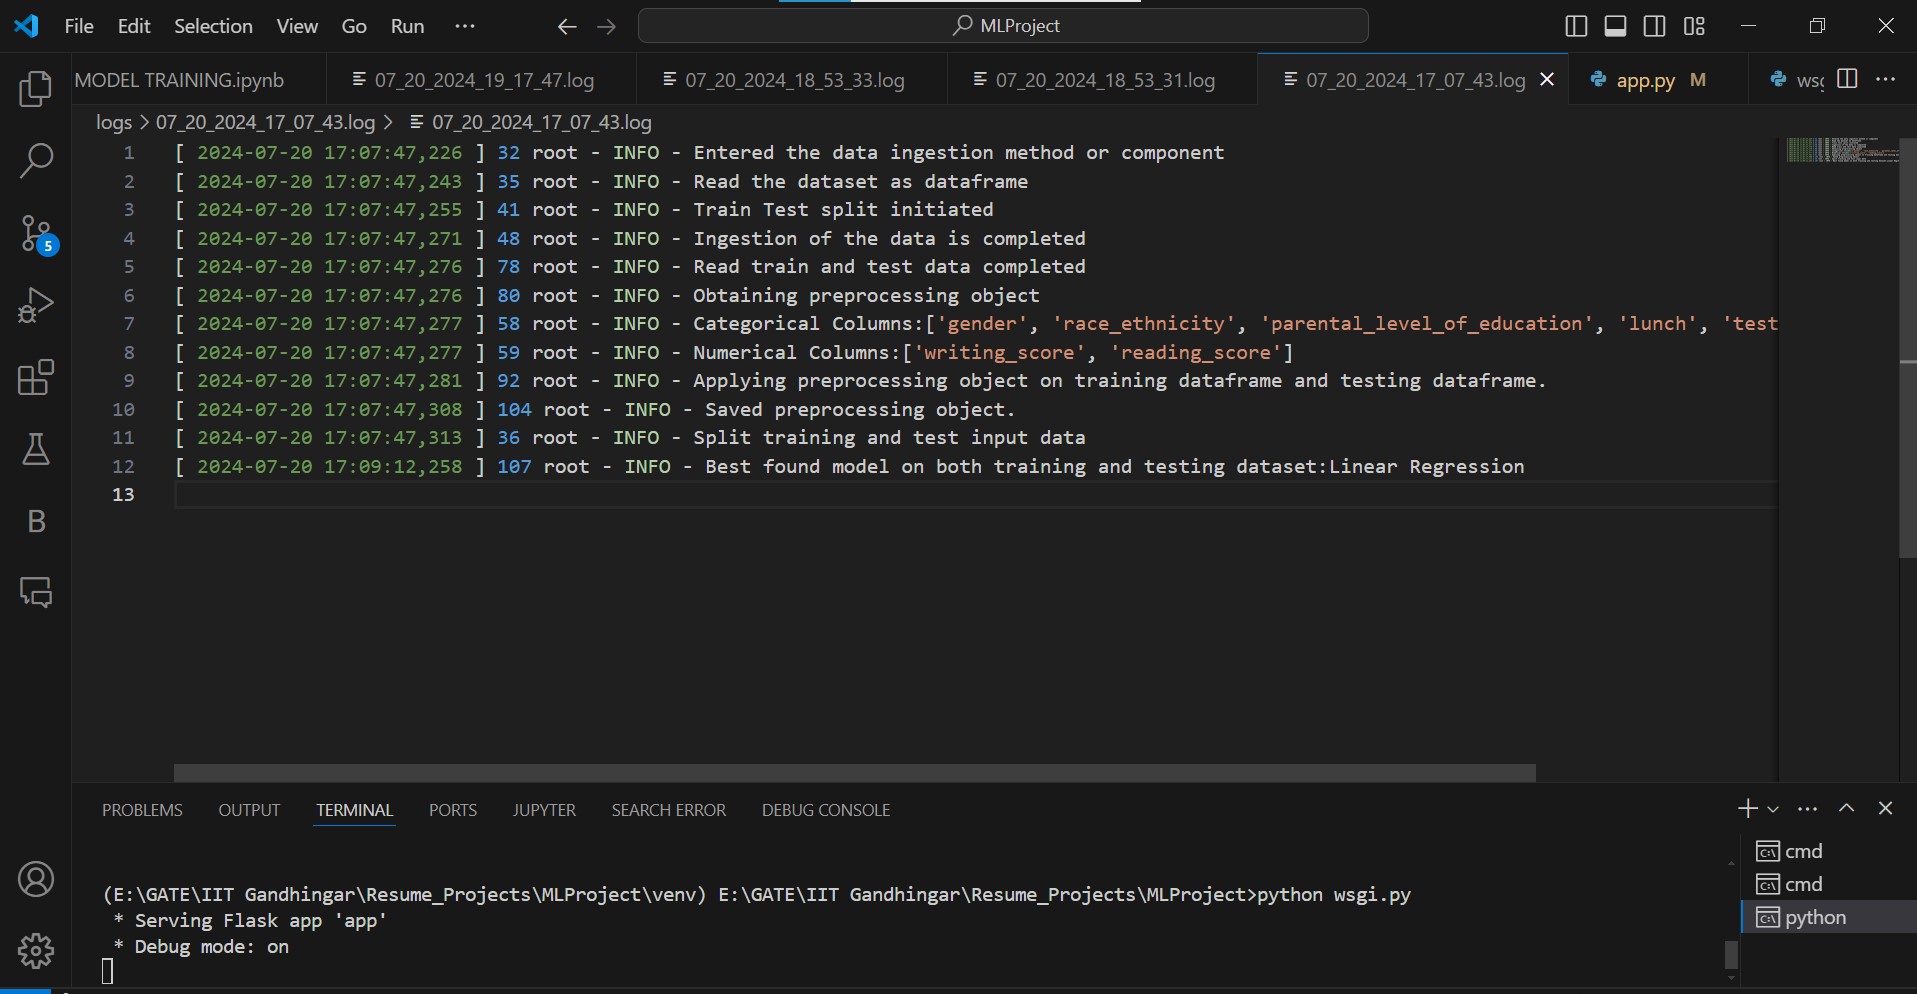 File Edit Selection View Go Run ... MLProject
MODEL TRAINING.ipynb 07_20_2024_19_17_47.log 07_20_2024_18_53_33.log 07_20_2024_18_53_31.log 07_20_2024_17_07_43.log app.py M
logs > 07_20_2024_17_07_43.log > 07_20_2024_17_07_43.log
1 [ 2024-07-20 17:07:47,226 ] 32 root - INFO - Entered the data ingestion method or component
2 [ 2024-07-20 17:07:47,243 ] 35 root - INFO - Read the dataset as dataframe
3 [ 2024-07-20 17:07:47,255 ] 41 root - INFO - Train Test split initiated
4 [ 2024-07-20 17:07:47,271 ] 48 root - INFO - Ingestion of the data is completed
5 [ 2024-07-20 17:07:47,276 ] 78 root - INFO - Read train and test data completed
6 [ 2024-07-20 17:07:47,276 ] 80 root - INFO - Obtaining preprocessing object
7 [ 2024-07-20 17:07:47,277 ] 58 root - INFO - Categorical Columns:['gender', 'race_ethnicity', 'parental_level_of_education', 'lunch', 'test
8 [ 2024-07-20 17:07:47,277 ] 59 root - INFO - Numerical Columns:['writing_score', 'reading_score']
9 [ 2024-07-20 17:07:47,281 ] 92 root - INFO - Applying preprocessing object on training dataframe and testing dataframe.
10 [ 2024-07-20 17:07:47,308 ] 104 root - INFO - Saved preprocessing object.
11 [ 2024-07-20 17:07:47,313 ] 36 root - INFO - Split training and test input data
12 [ 2024-07-20 17:09:12,258 ] 107 root - INFO - Best found model on both training and testing dataset:Linear Regression
13
5
B
PROBLEMS OUTPUT TERMINAL PORTS JUPYTER SEARCH ERROR DEBUG CONSOLE
(E:\GATE\IIT Gandhingar\Resume_Projects\MLProject\venv) E:\GATE\IIT Gandhingar\Resume_Projects\MLProject>python wsgi.py
* Serving Flask app 'app'
* Debug mode: on
cmd
cmd
python